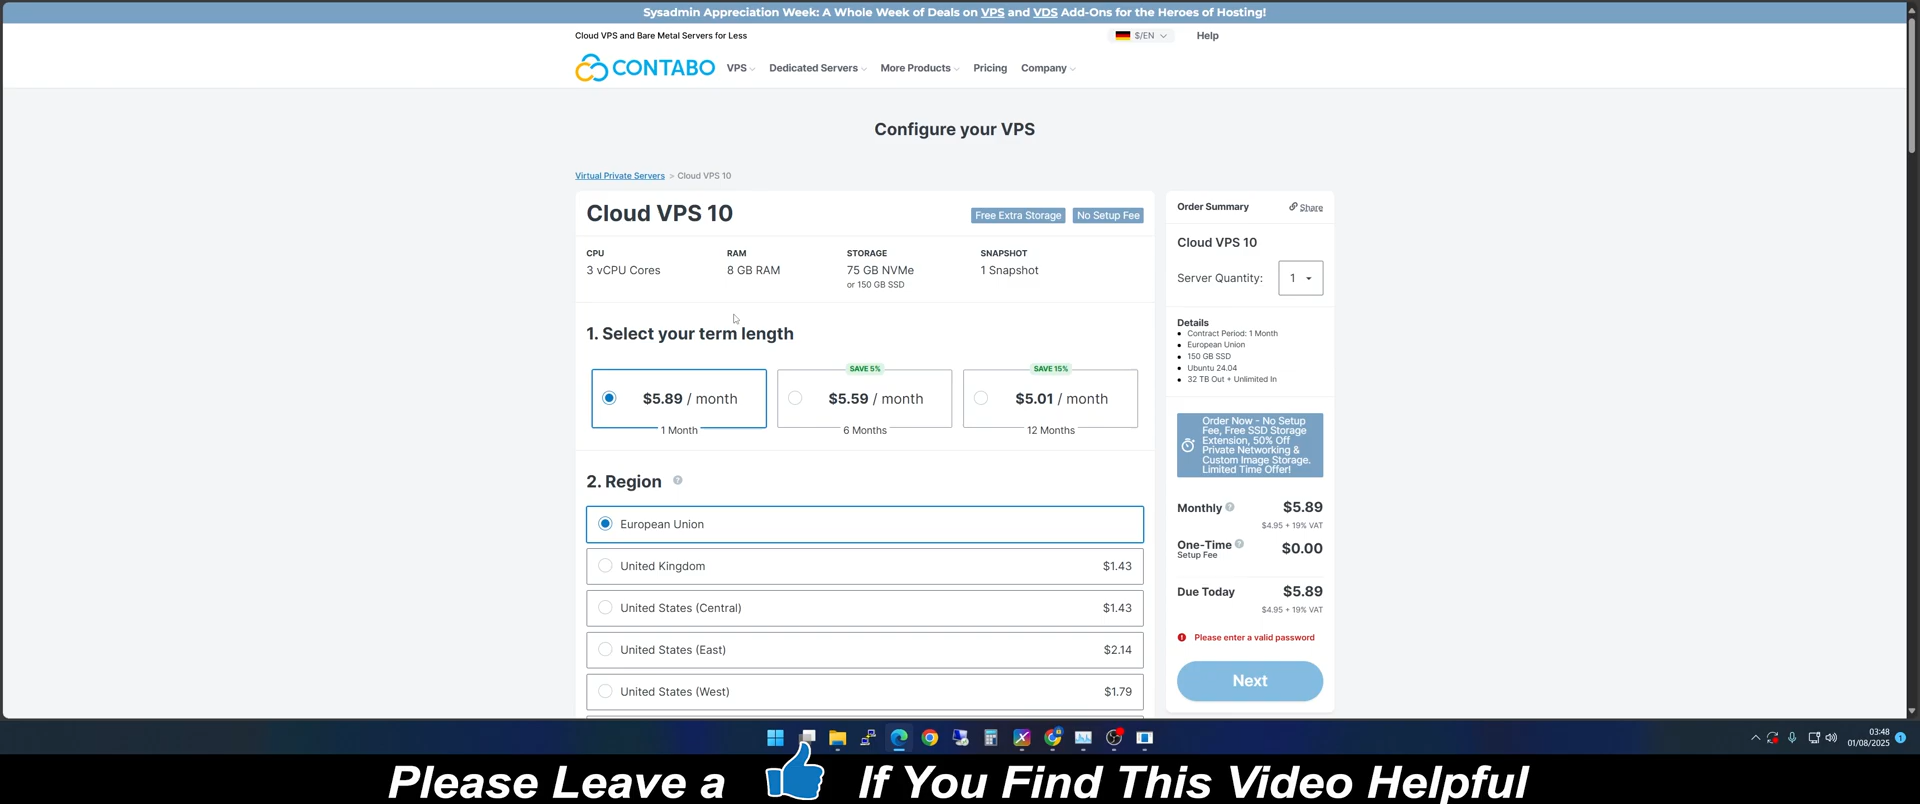 Sysadmin Appreciation Week: A Whole Week of Deals on VPS and VDS Add-Ons for the Heroes of Hosting!
Cloud VPS and Bare Metal Servers for Less
$/EN
Help
CONTABO
VPS
Dedicated Servers
More Products
Pricing
Company
Configure your VPS
Virtual Private Servers > Cloud VPS 10
Cloud VPS 10
Free Extra Storage
No Setup Fee
CPU
3 vCPU Cores
RAM
8 GB RAM
STORAGE
75 GB NVMe
or 150 GB SSD
SNAPSHOT
1 Snapshot
1. Select your term length
$5.89 / month
1 Month
SAVE 5%
$5.59 / month
6 Months
SAVE 15%
$5.01 / month
12 Months
2. Region
European Union
United Kingdom
$1.43
United States (Central)
$1.43
United States (East)
$2.14
United States (West)
$1.79
Order Summary
Share
Cloud VPS 10
Server Quantity:
1
Details
Contract Period: 1 Month
European Union
150 GB SSD
Ubuntu 24.04
32 TB Out + Unlimited In
Order Now - No Setup
Fee, Free SSD Storage
Extension, 50% Off
Private Networking &
Custom Image Storage.
Limited Time Offer!
Monthly
$5.89
$4.95 + 19% VAT
One-Time
Setup Fee
$0.00
Due Today
$5.89
$4.95 + 19% VAT
Please enter a valid password
Next
03:48
01/08/2025
1
Please Leave a If You Find This Video Helpful